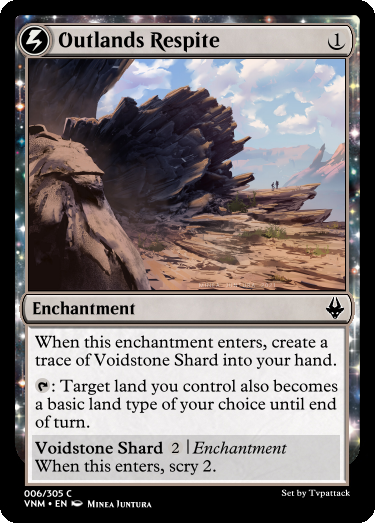 Outlands Respite 1
Enchantment
When this enchantment enters, create a
trace of Voidstone Shard into your hand.
: Target land you control also becomes
a basic land type of your choice until end
of turn.
Voidstone Shard 2 | Enchantment
When this enters, scry 2.
006/305 C
VNM • EN Minea Juntura
Set by Tvpattack